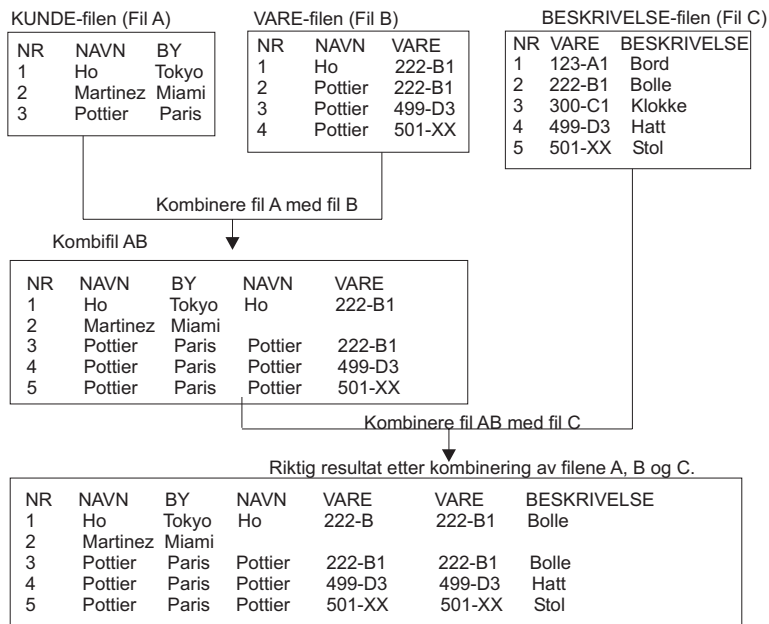 KUNDE-filen (Fil A)
NR NAVN BY
1 Ho Tokyo
2 Martinez Miami
3 Pottier Paris
VARE-filen (Fil B)
NR NAVN VARE
1 Ho 222-B1
2 Pottier 222-B1
3 Pottier 499-D3
4 Pottier 501-XX
BESKRIVELSE-filen (Fil C)
NR VARE BESKRIVELSE
1 123-A1 Bord
2 222-B1 Bolle
3 300-C1 Klokke
4 499-D3 Hatt
5 501-XX Stol
Kombinere fil A med fil B
Kombifil AB
NR NAVN BY NAVN VARE
1 Ho Tokyo Ho 222-B1
2 Martinez Miami
3 Pottier Paris Pottier 222-B1
4 Pottier Paris Pottier 499-D3
5 Pottier Paris Pottier 501-XX
Kombinere fil AB med fil C
Riktig resultat etter kombinering av filene A, B og C.
NR NAVN BY NAVN VARE VARE BESKRIVELSE
1 Ho Tokyo Ho 222-B 222-B1 Bolle
2 Martinez Miami
3 Pottier Paris Pottier 222-B1 222-B1 Bolle
4 Pottier Paris Pottier 499-D3 499-D3 Hatt
5 Pottier Paris Pottier 501-XX 501-XX Stol